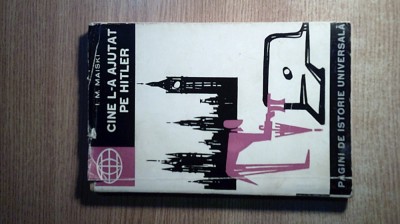 I. M. MAISKI
CINE L-A AJUTAT
PE HITLER
PAGINI DE ISTORIE UNIVERSALĂ